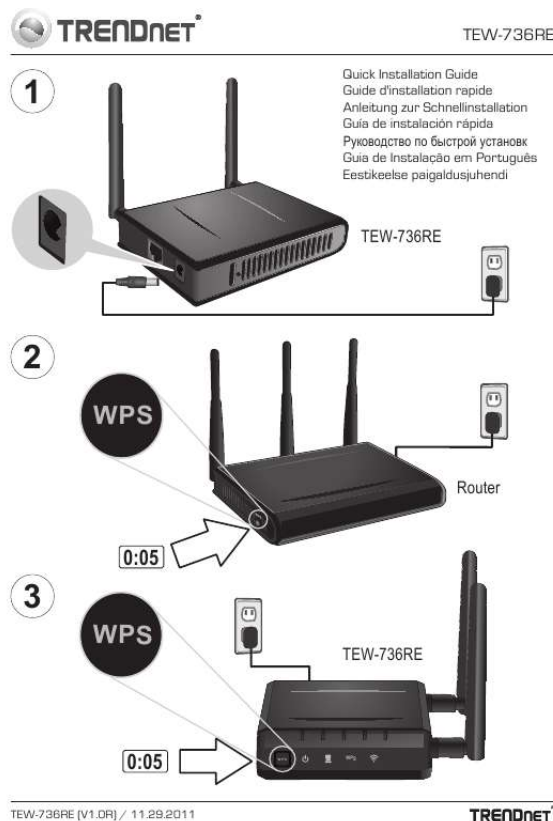 TRENDNET®
TEW-736RE
1
Quick Installation Guide
Guide d'installation rapide
Anleitung zur Schnellinstallation
Guía de instalación rápida
Руководство по быстрой установк
Guia de Instalação em Português
Eestikeelse paigaldusjuhendi
TEW-736RE
2
WPS
Router
0:05
3
WPS
TEW-736RE
0:05
TEW-736RE (V1.0R) / 11.29.2011
TRENDNET